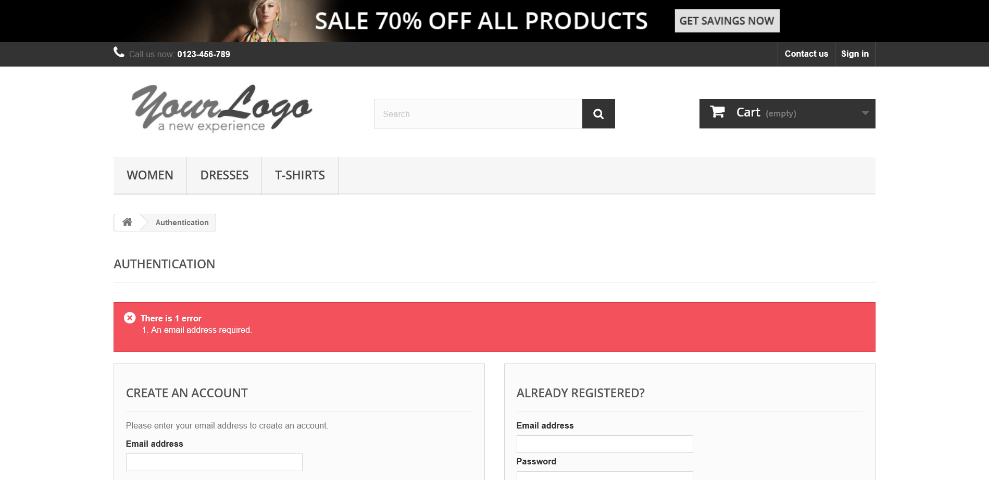 SALE 70% OFF ALL PRODUCTS GET SAVINGS NOW
Call us now: 0123-456-789 Contact us Sign in
YourLogo
a new experience
Search
Cart (empty)
WOMEN DRESSES T-SHIRTS
Authentication
AUTHENTICATION
There is 1 error
1. An email address required.
CREATE AN ACCOUNT
Please enter your email address to create an account.
Email address
ALREADY REGISTERED?
Email address
Password